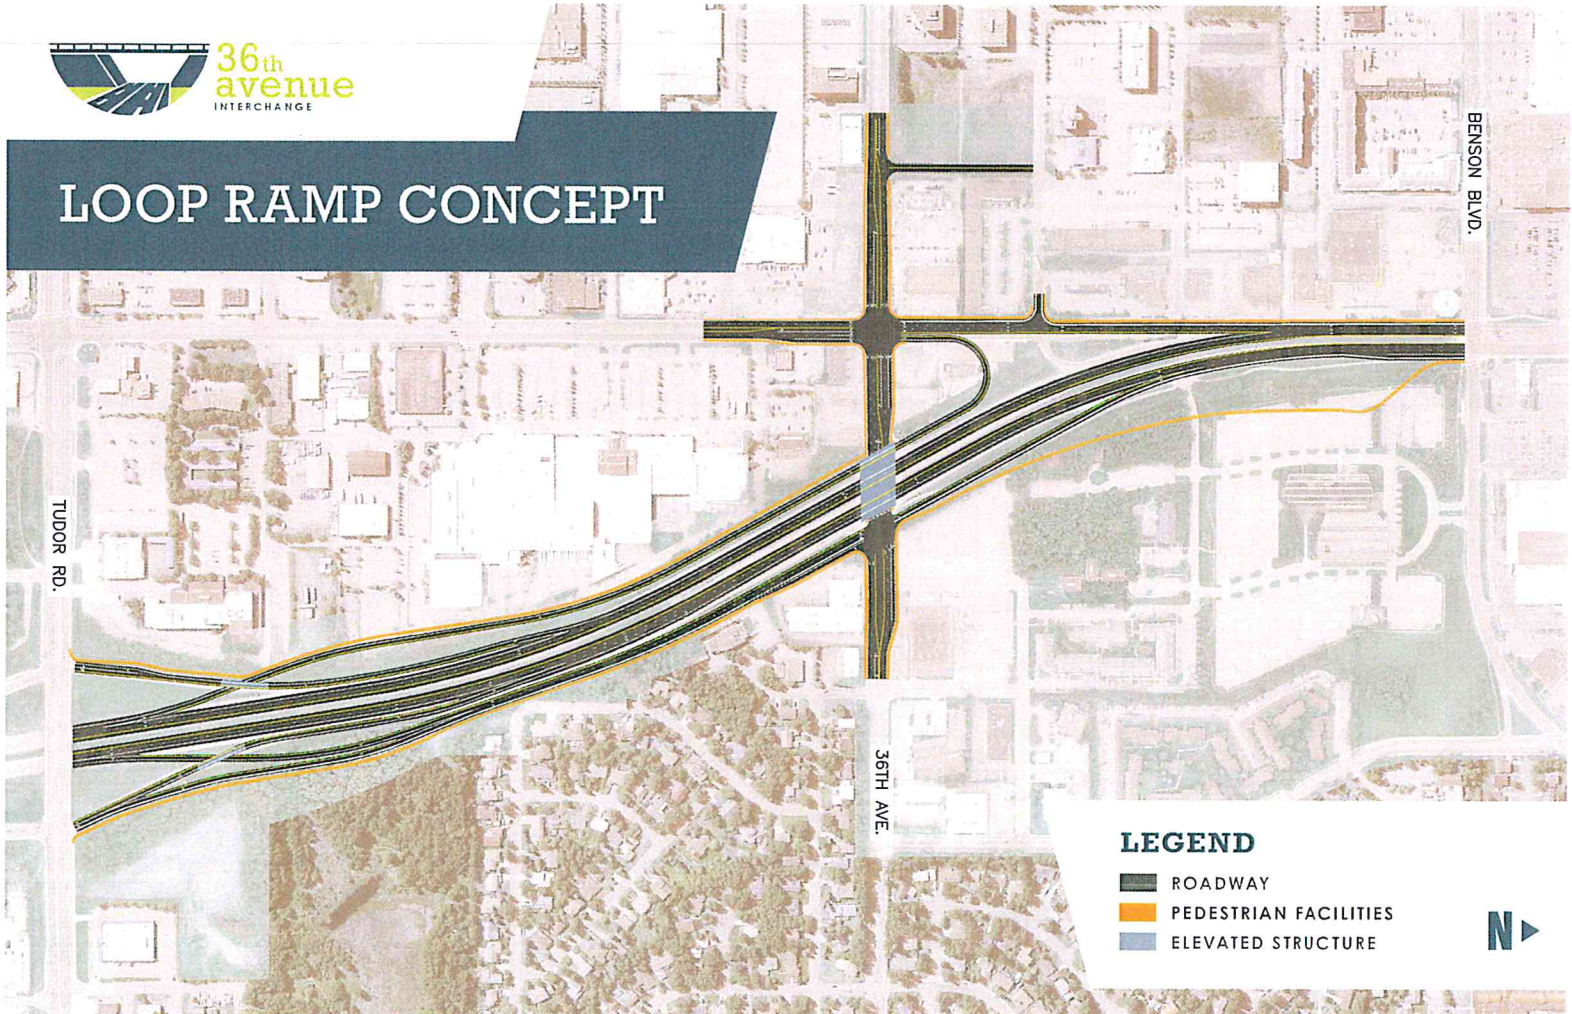 36th
avenue
INTERCHANGE
LOOP RAMP CONCEPT
BENSON BLVD.
TUDOR RD.
36TH AVE.
LEGEND
ROADWAY
PEDESTRIAN FACILITIES
ELEVATED STRUCTURE
N